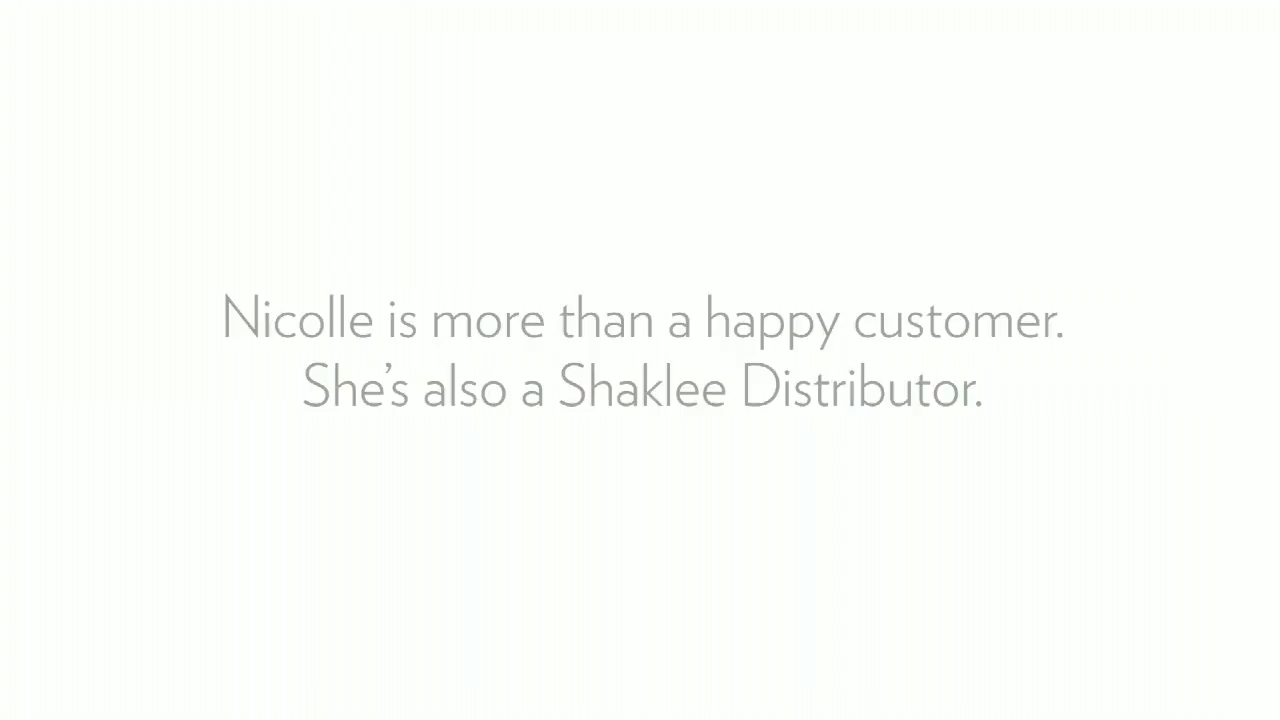 Nicolle is more than a happy customer.
She’s also a Shaklee Distributor.